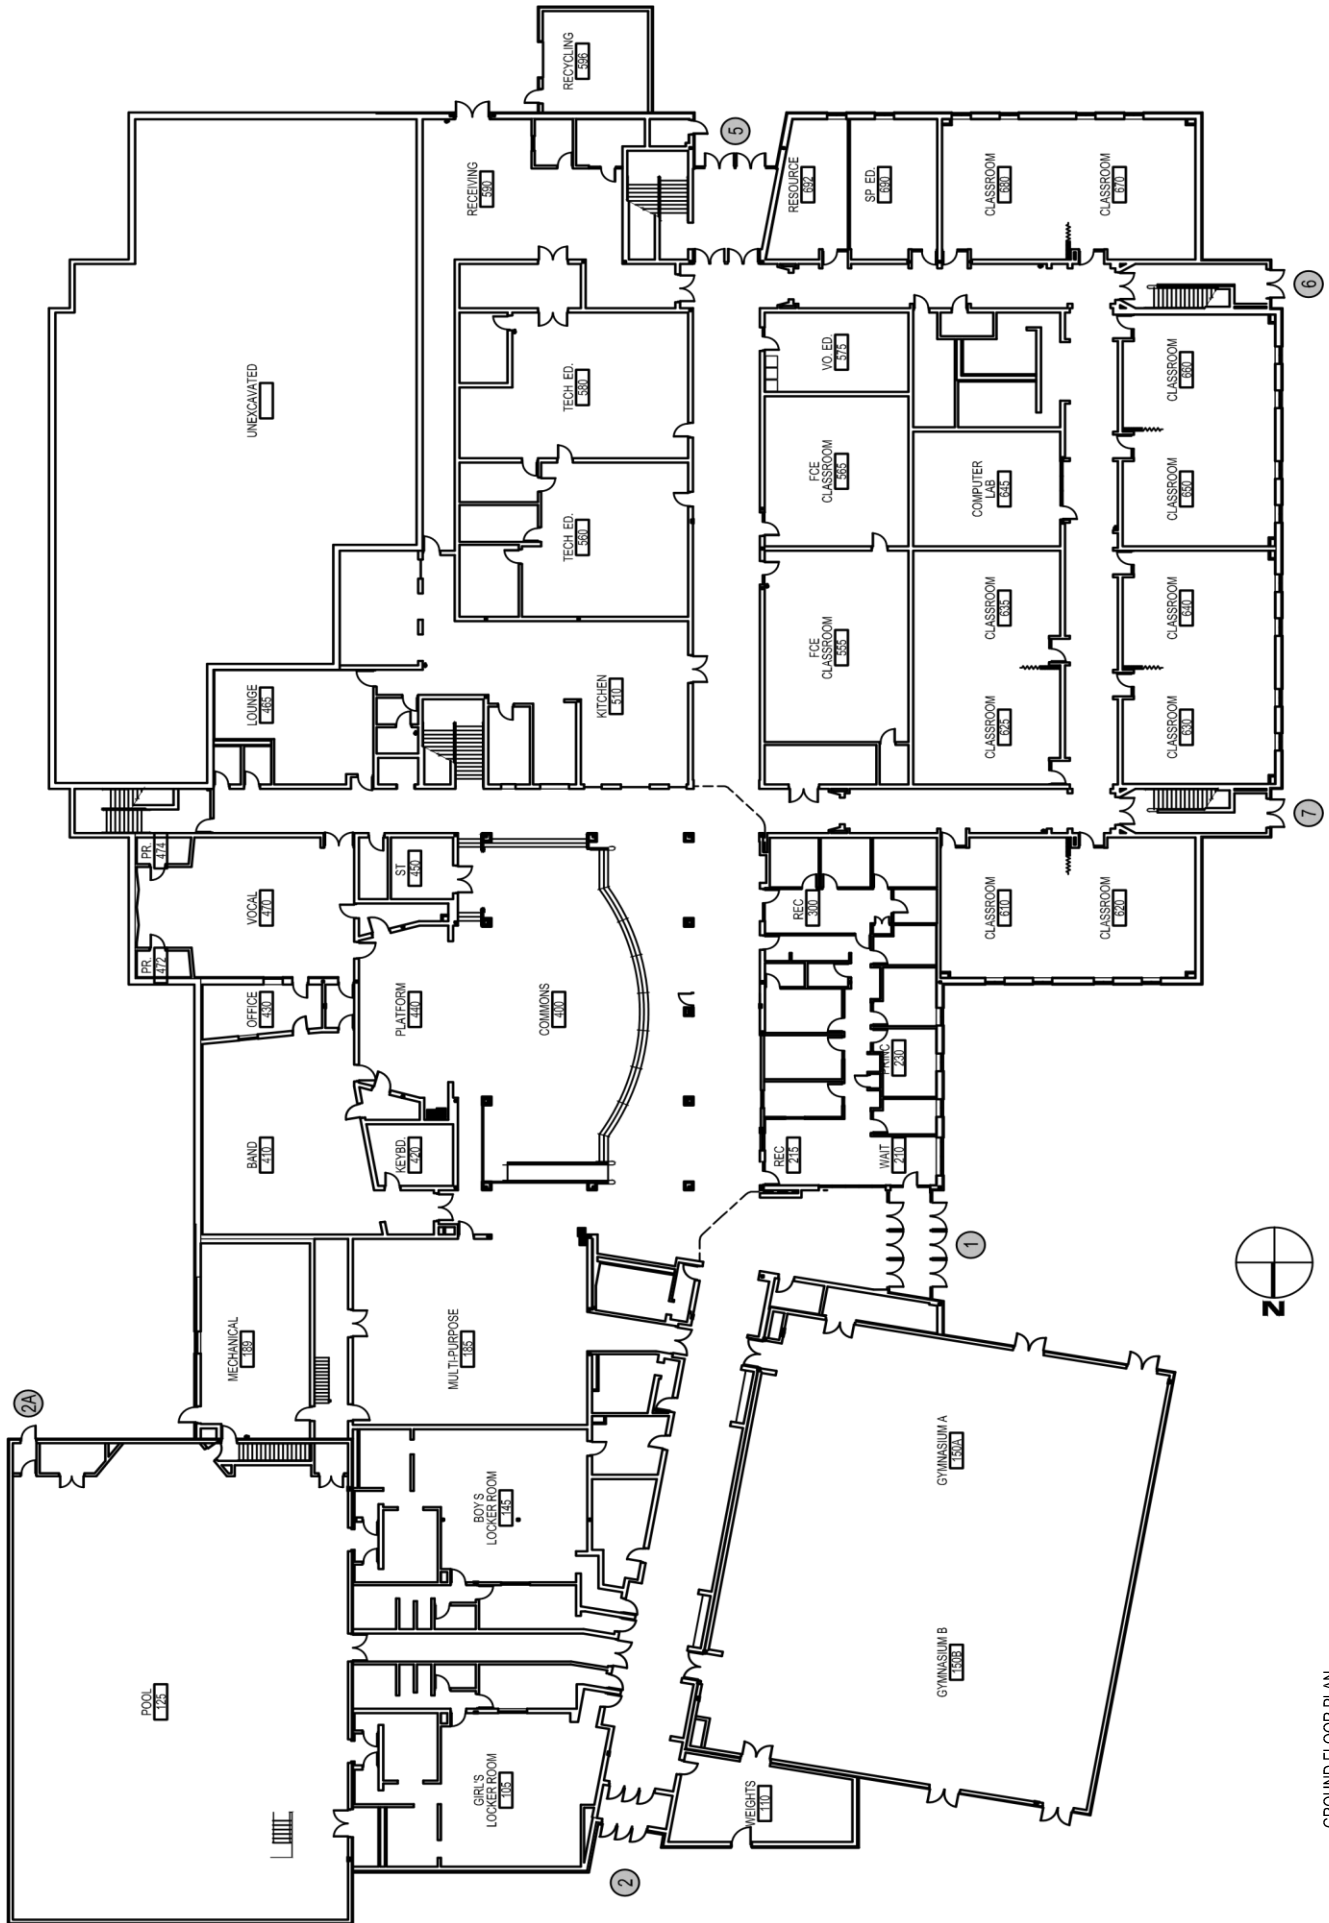 RECYCLING
596
5
RECEIVING
590
RESOURCE
692
SP ED.
690
CLASSROOM
680
CLASSROOM
670
6
UNEXCAVATED
TECH ED.
580
VO. ED.
575
CLASSROOM
660
FCE
CLASSROOM
565
COMPUTER
LAB
645
CLASSROOM
650
TECH ED.
560
FCE
CLASSROOM
555
CLASSROOM
635
CLASSROOM
640
LOUNGE
465
KITCHEN
510
CLASSROOM
625
CLASSROOM
630
7
PR.
474
ST
450
VOCAL
470
REC
300
CLASSROOM
610
CLASSROOM
620
PR.
472
OFFICE
430
PLATFORM
440
COMMONS
400
PRINC
230
BAND
410
KEYBD.
420
REC
215
WAIT
210
1
MECHANICAL
189
MULTI-PURPOSE
185
N
2A
GYMNASIUM A
150A
BOY'S
LOCKER ROOM
145
POOL
125
GYMNASIUM B
150B
GIRL'S
LOCKER ROOM
105
WEIGHTS
110
2
GROUND FLOOR PLAN